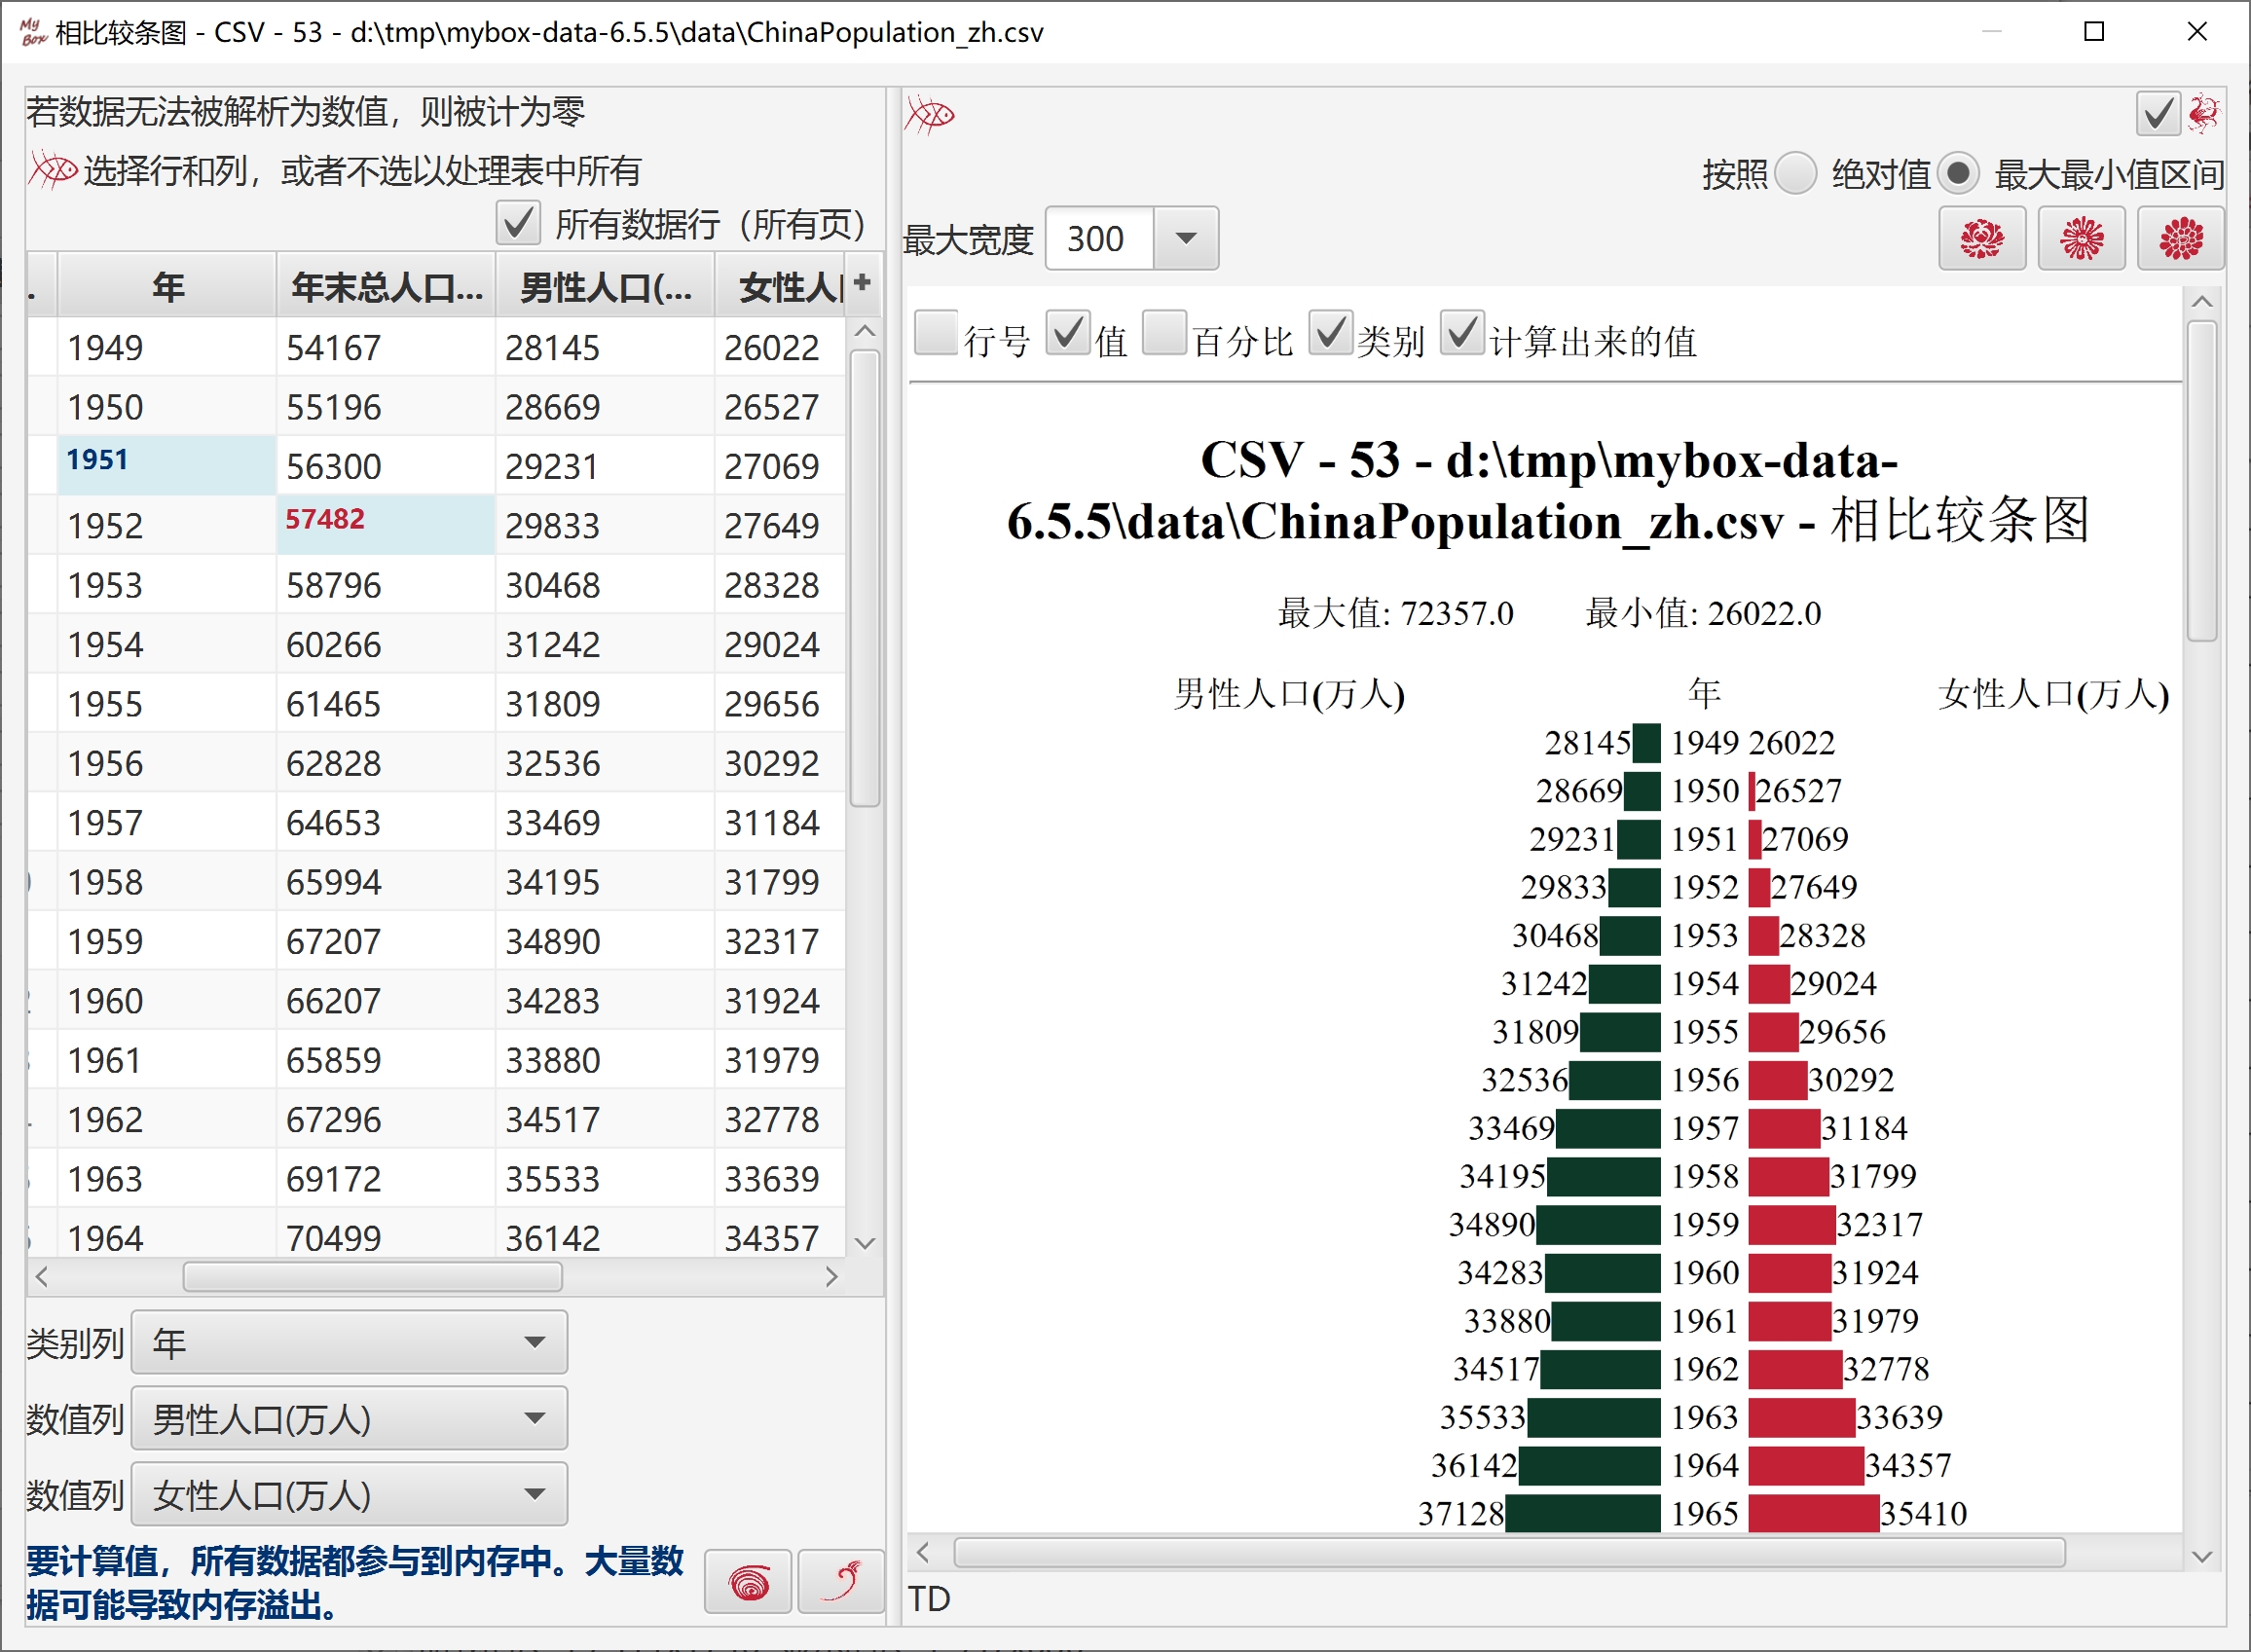 My Box 相比较条图 - CSV - 53 - d:\tmp\mybox-data-6.5.5\data\ChinaPopulation_zh.csv
若数据无法被解析为数值，则被计为零
选择行和列，或者不选以处理表中所有
所有数据行（所有页）
年 年末总人口... 男性人口(... 女性人
1949 54167 28145 26022
1950 55196 28669 26527
1951 56300 29231 27069
1952 57482 29833 27649
1953 58796 30468 28328
1954 60266 31242 29024
1955 61465 31809 29656
1956 62828 32536 30292
1957 64653 33469 31184
1958 65994 34195 31799
1959 67207 34890 32317
1960 66207 34283 31924
1961 65859 33880 31979
1962 67296 34517 32778
1963 69172 35533 33639
1964 70499 36142 34357
类别列 年
数值列 男性人口(万人)
数值列 女性人口(万人)
要计算值，所有数据都参与到内存中。大量数
据可能导致内存溢出。
按照 绝对值 最大最小值区间
最大宽度 300
行号 值 百分比 类别 计算出来的值
CSV - 53 - d:\tmp\mybox-data-
6.5.5\data\ChinaPopulation_zh.csv - 相比较条图
最大值: 72357.0 最小值: 26022.0
男性人口(万人) 年 女性人口(万人)
28145 1949 26022
28669 1950 26527
29231 1951 27069
29833 1952 27649
30468 1953 28328
31242 1954 29024
31809 1955 29656
32536 1956 30292
33469 1957 31184
34195 1958 31799
34890 1959 32317
34283 1960 31924
33880 1961 31979
34517 1962 32778
35533 1963 33639
36142 1964 34357
37128 1965 35410
TD